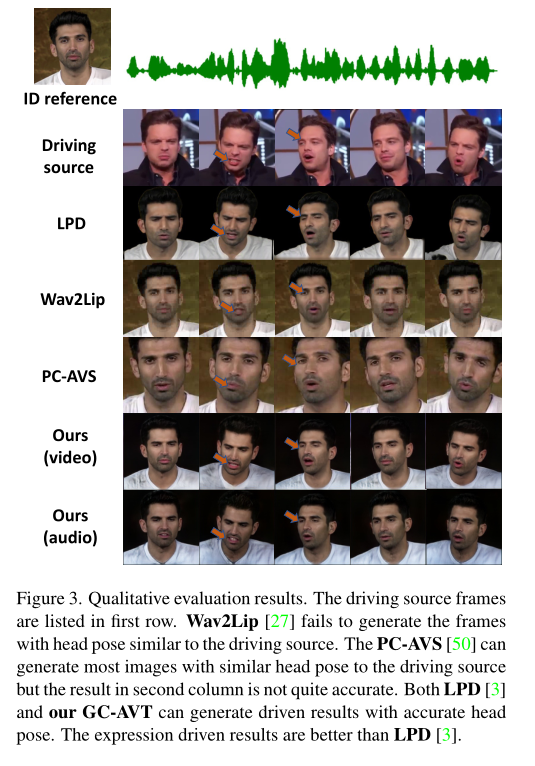 ID reference
Driving
source
LPD
Wav2Lip
PC-AVS
Ours
(video)
Ours
(audio)
Figure 3. Qualitative evaluation results. The driving source frames
are listed in first row. Wav2Lip [27] fails to generate the frames
with head pose similar to the driving source. The PC-AVS [50] can
generate most images with similar head pose to the driving source
but the result in second column is not quite accurate. Both LPD [3]
and our GC-AVT can generate driven results with accurate head
pose. The expression driven results are better than LPD [3].